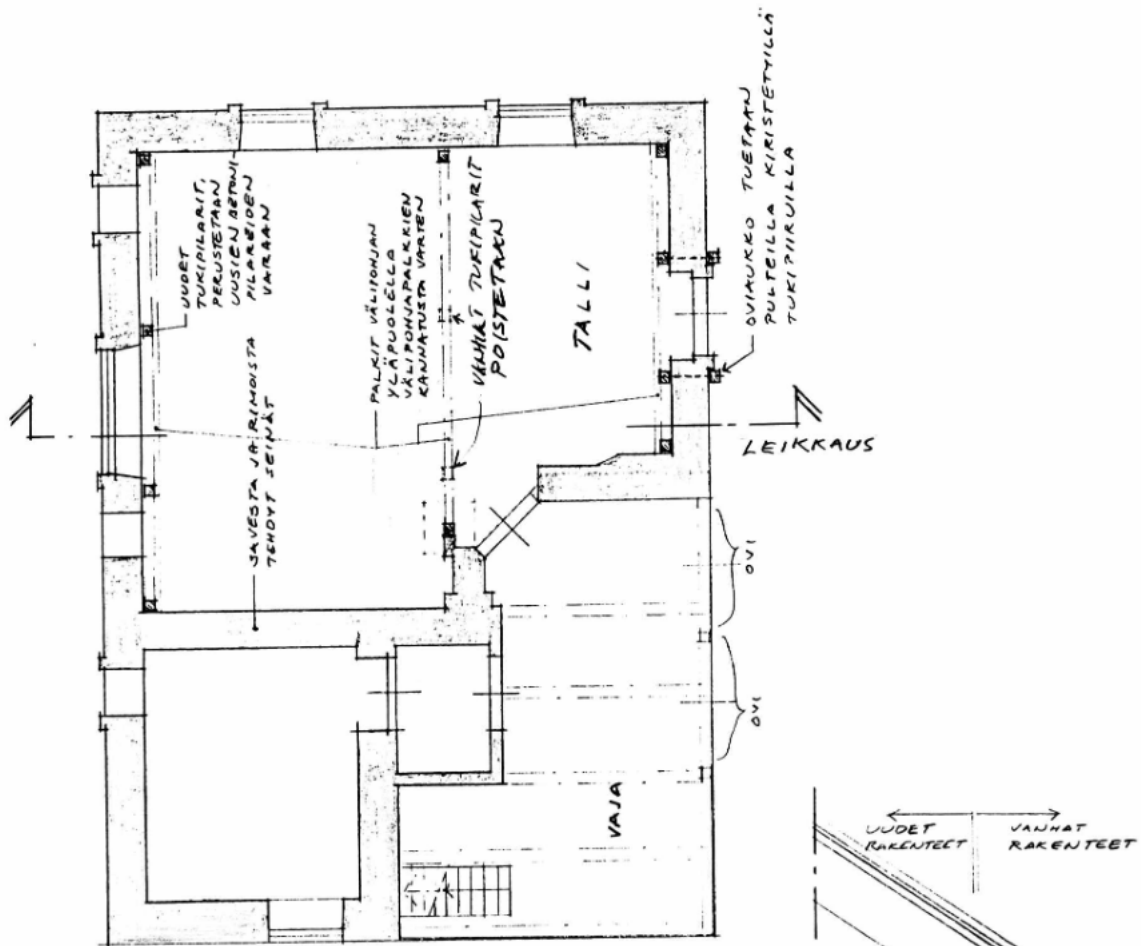 UUDET
TUKIPILARIT,
PERUSTETAAN
UUSIEN BETONI
PILAREIDEN
VARAAN
PALKIT VÄLIPOHJAN
YLÄPUOLELLA
VÄLIPOHJAPALKKIEN
KANNATUSTA VARTEN
VANHAT TUKIPILARIT
POISTETAAN
TALLI
OVIAUKKO TUETAAN
PULTEILLA KIRISTETYILLÄ
TUKIPIIRUILLA
SAVESTA JA RIMOISTA
TEHDYT SEINÄT
LEIKKAUS
OVI
OVI
VAJA
UUDET
RAKENTEET
VANHAT
RAKENTEET